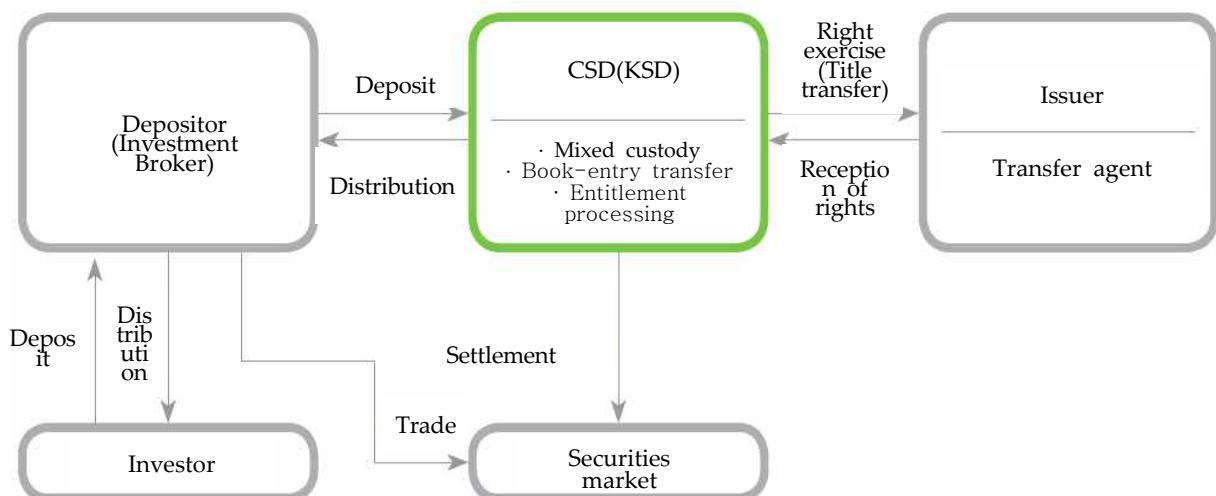 Depositor
(Investment
Broker)
Deposit
Distribution
CSD(KSD)
· Mixed custody
· Book-entry transfer
· Entitlement
processing
Right
exercise
(Title
transfer)
Receptio
n of
rights
Issuer
Transfer agent
Depos
it
Dis
trib
uti
on
Settlement
Trade
Investor
Securities
market